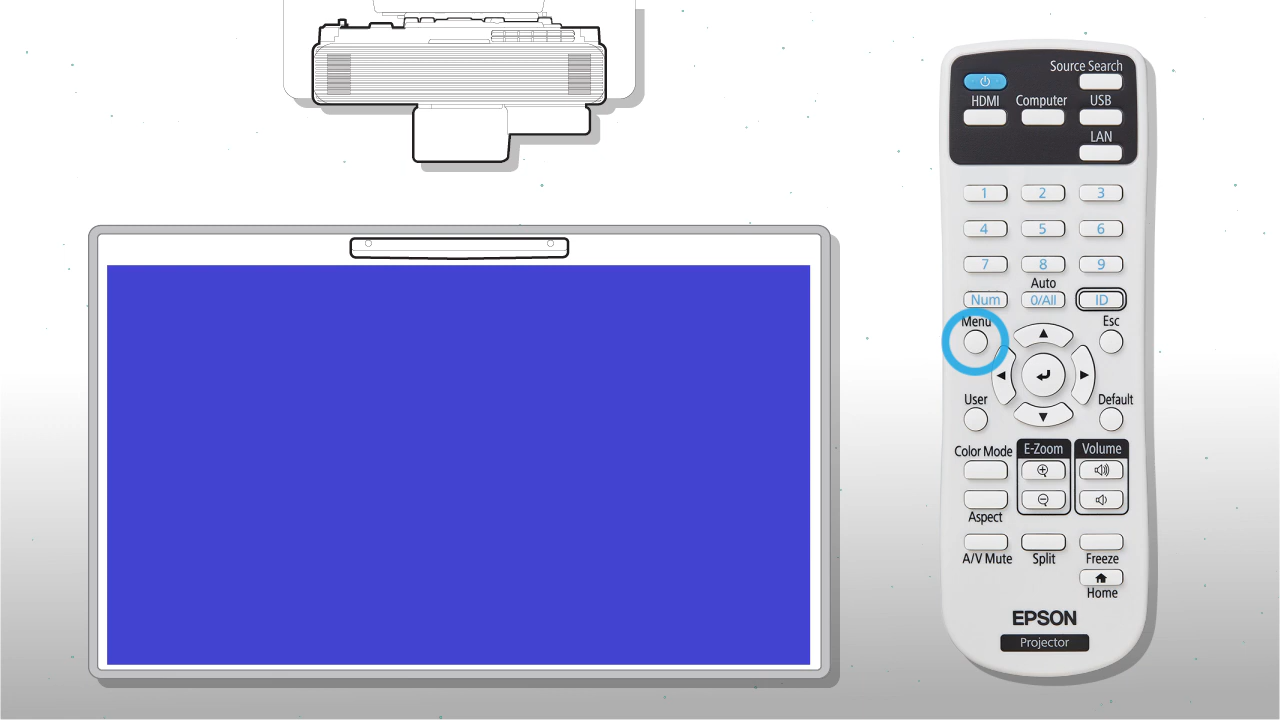 Source Search
HDMI Computer USB
LAN
1 2 3
4 5 6
7 8 9
Auto
Num 0/All ID
Menu Esc
User Default
Color Mode E-Zoom Volume
Aspect
A/V Mute Split Freeze
Home
EPSON
Projector